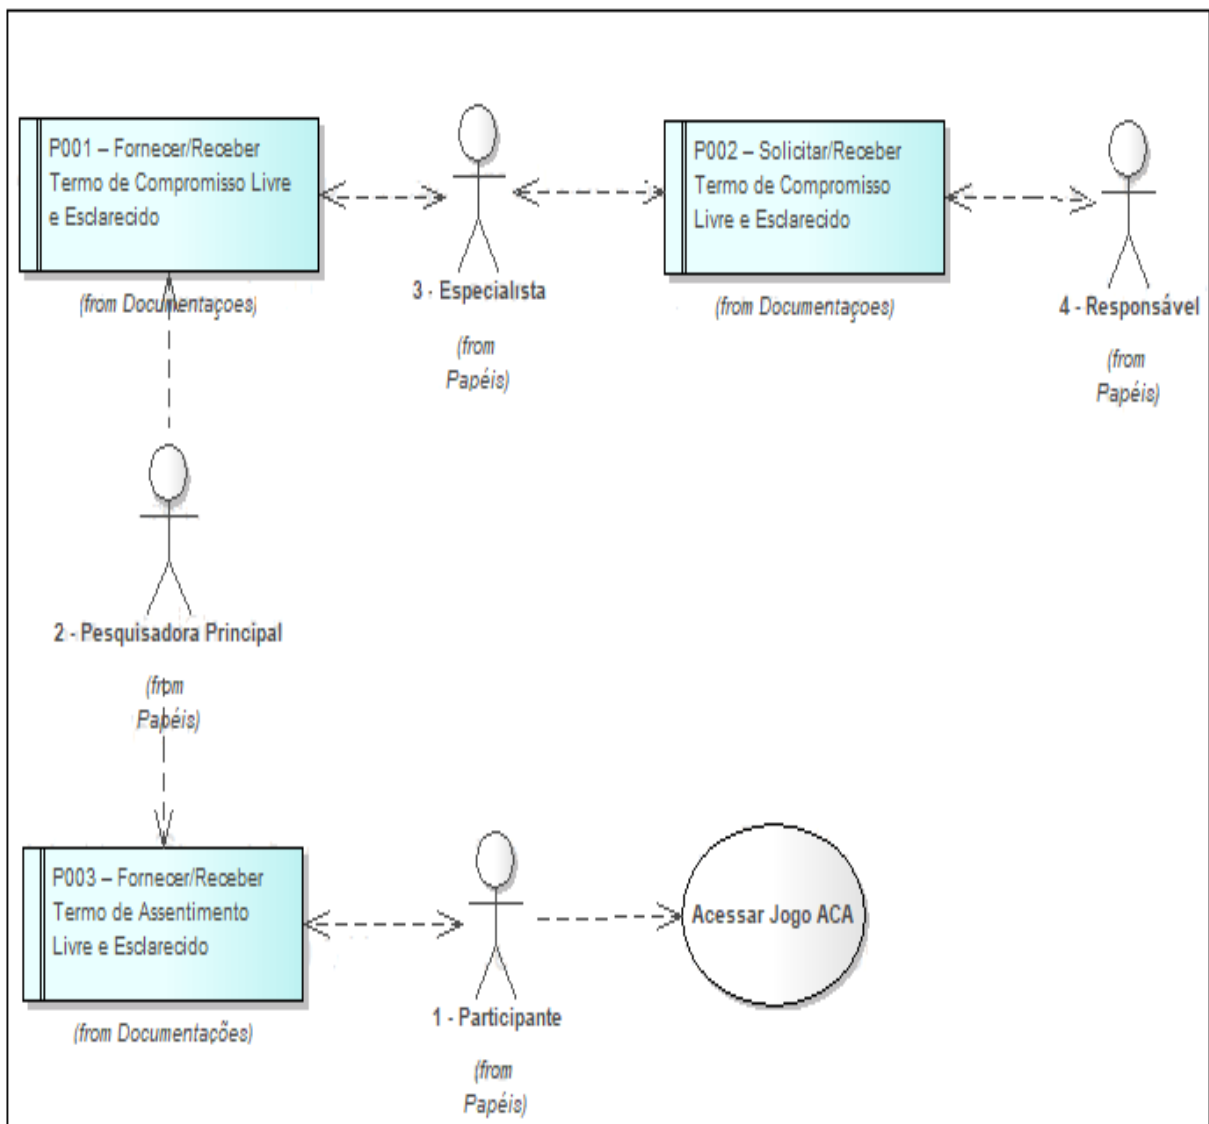 P001 – Fornecer/Receber
Termo de Compromisso Livre
e Esclarecido
(from Documentaçoes)
3 - Especialista
(from
Papéis)
P002 – Solicitar/Receber
Termo de Compromisso
Livre e Esclarecido
(from Documentaçoes)
4 - Responsável
(from
Papéis)
2 - Pesquisadora Principal
(from
Papéis)
P003 – Fornecer/Receber
Termo de Assentimento
Livre e Esclarecido
(from Documentações)
1 - Participante
(from
Papéis)
Acessar Jogo ACA